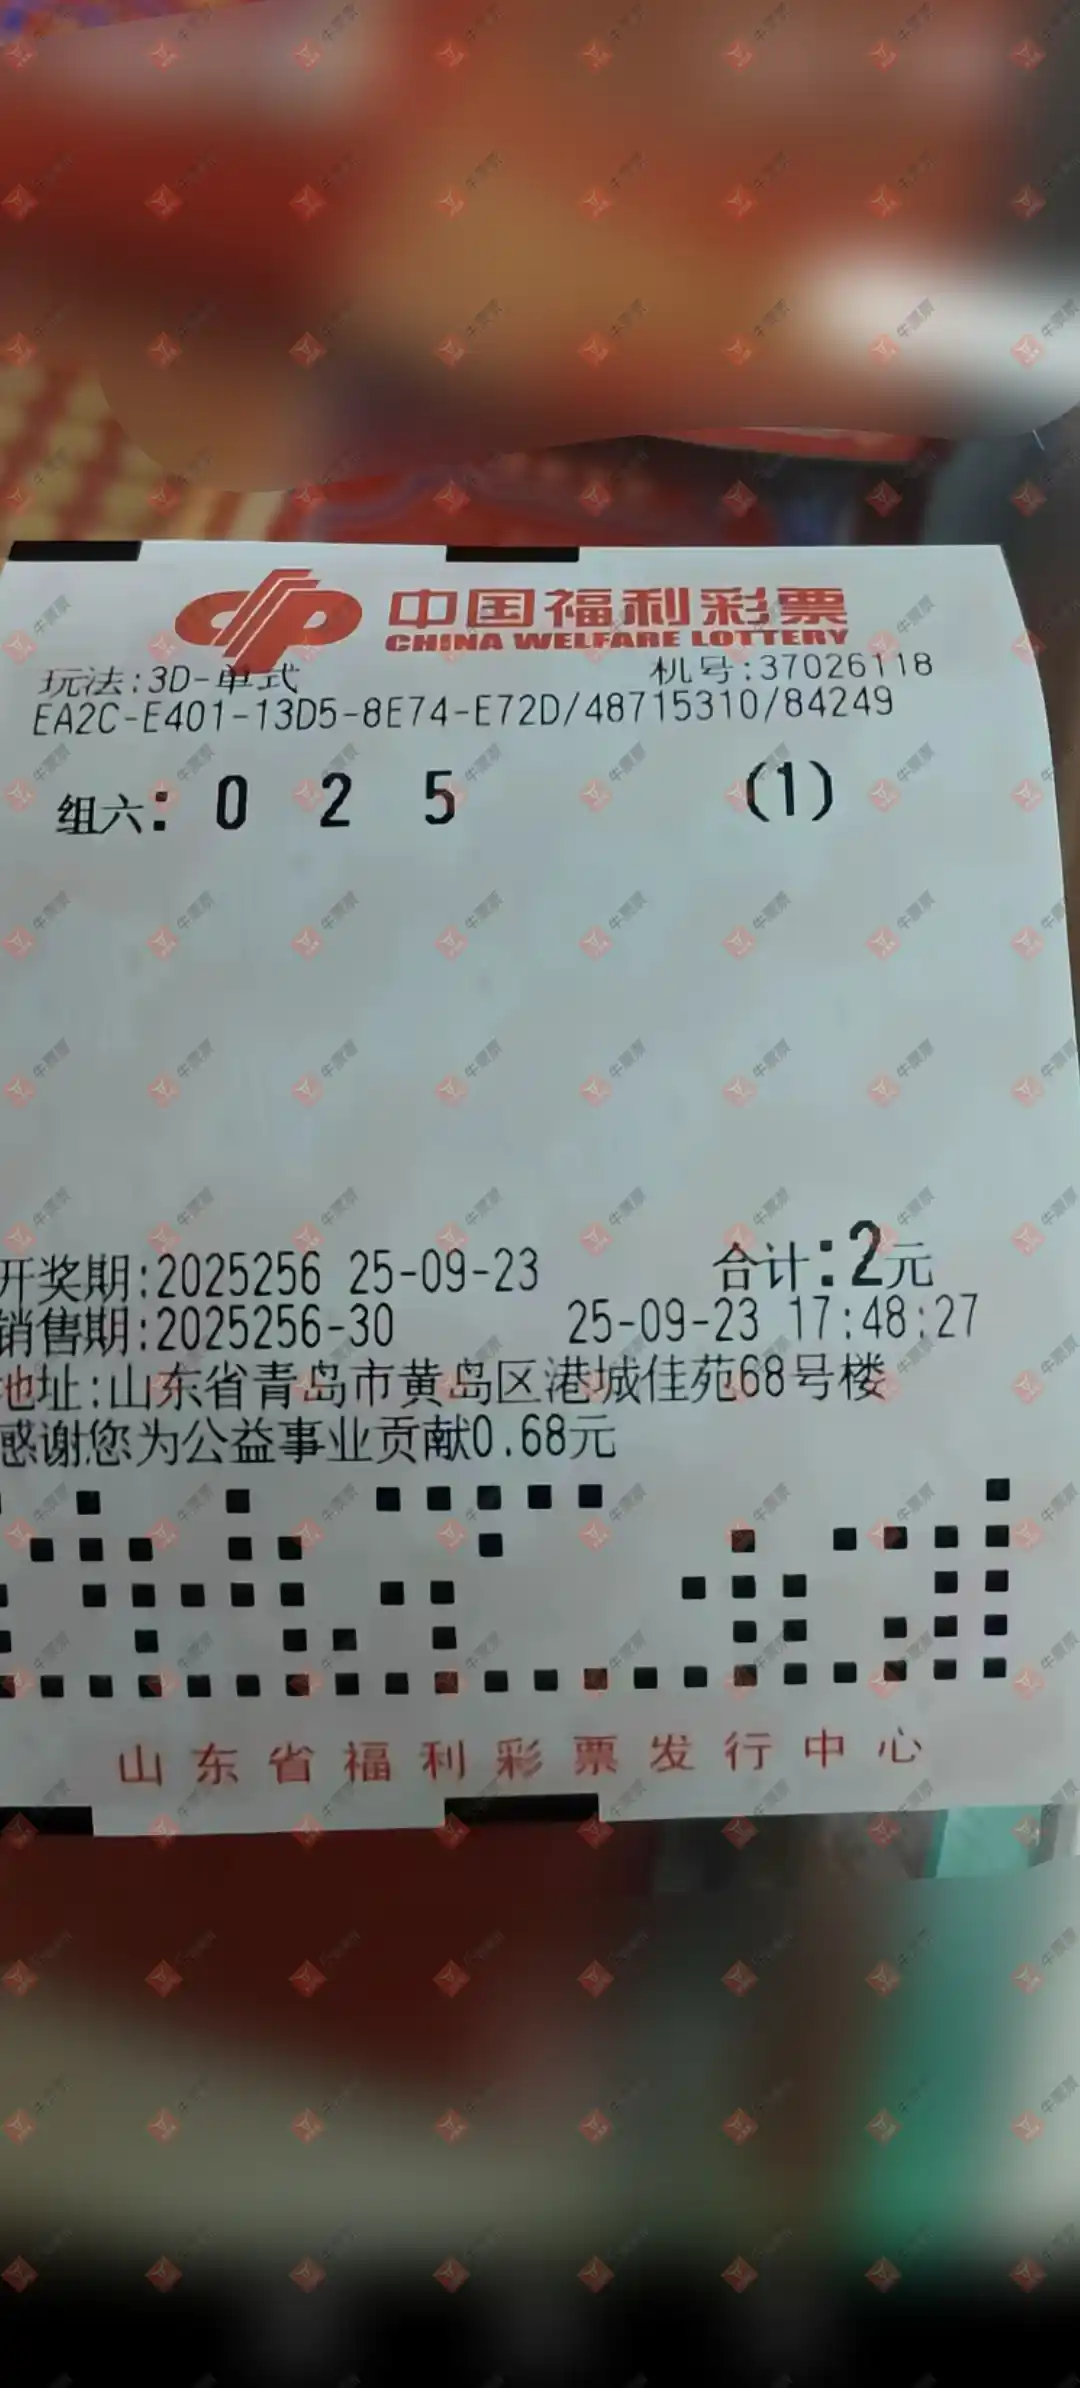 中国福利彩票
CHINA WELFARE LOTTERY
玩法:3D-单式 机号:37026118
EA2C-E401-13D5-8E74-E72D/48715310/84249
组六: 0 2 5 (1)
开奖期:2025256 25-09-23 合计:2元
销售期:2025256-30 25-09-23 17:48:27
地址:山东省青岛市黄岛区港城佳苑68号楼
感谢您为公益事业贡献0.68元
山东省福利彩票发行中心